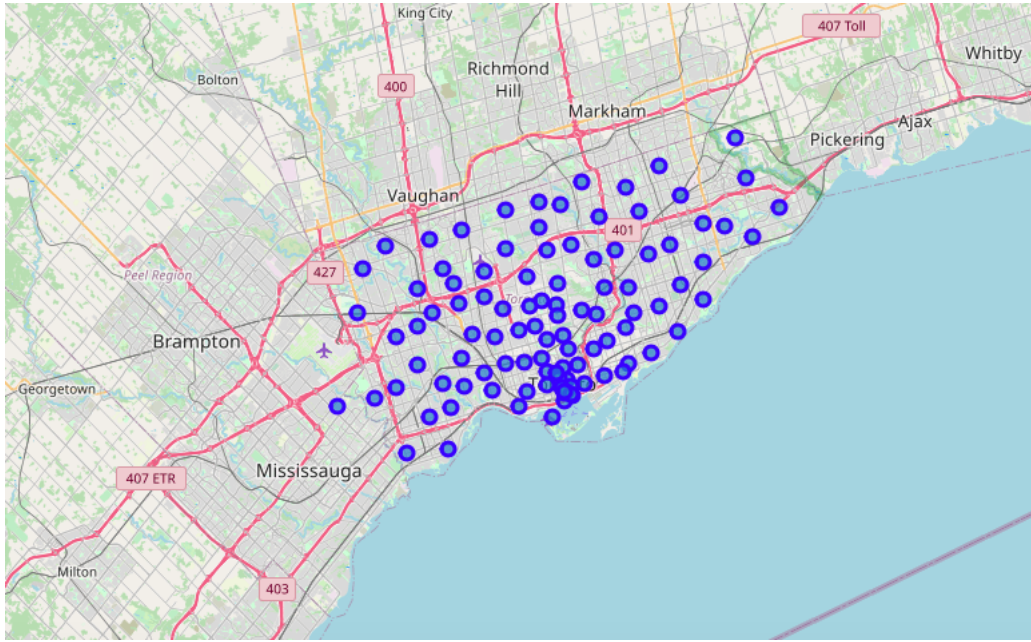 King City
407 Toll
Whitby
Bolton
Richmond
Hill
400
Markham
Ajax
Pickering
Vaughan
401
427
Peel Region
Brampton
Georgetown
Mississauga
407 ETR
Milton
403